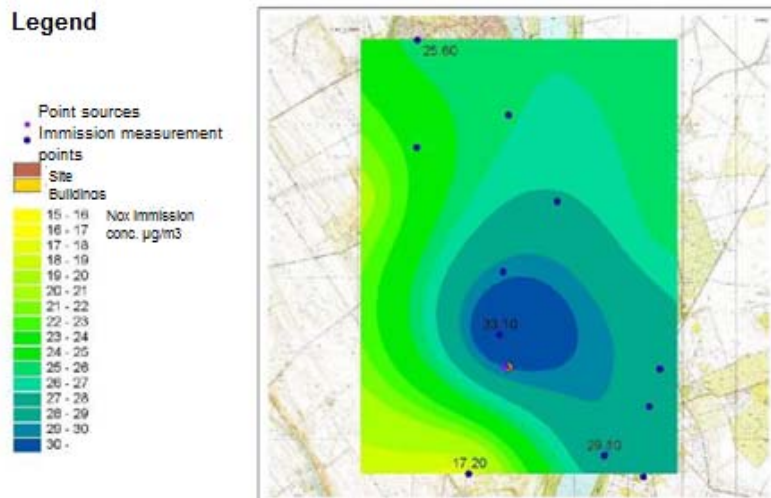 Legend
Point sources
Immission measurement
points
Site
Buildings
Nox Immission
conc. µg/m3
15 - 16
16 - 17
17 - 18
18 - 19
19 - 20
20 - 21
21 - 22
22 - 23
23 - 24
24 - 25
25 - 26
26 - 27
27 - 28
28 - 29
29 - 30
30 -
25.60
33.10
29.10
17.20